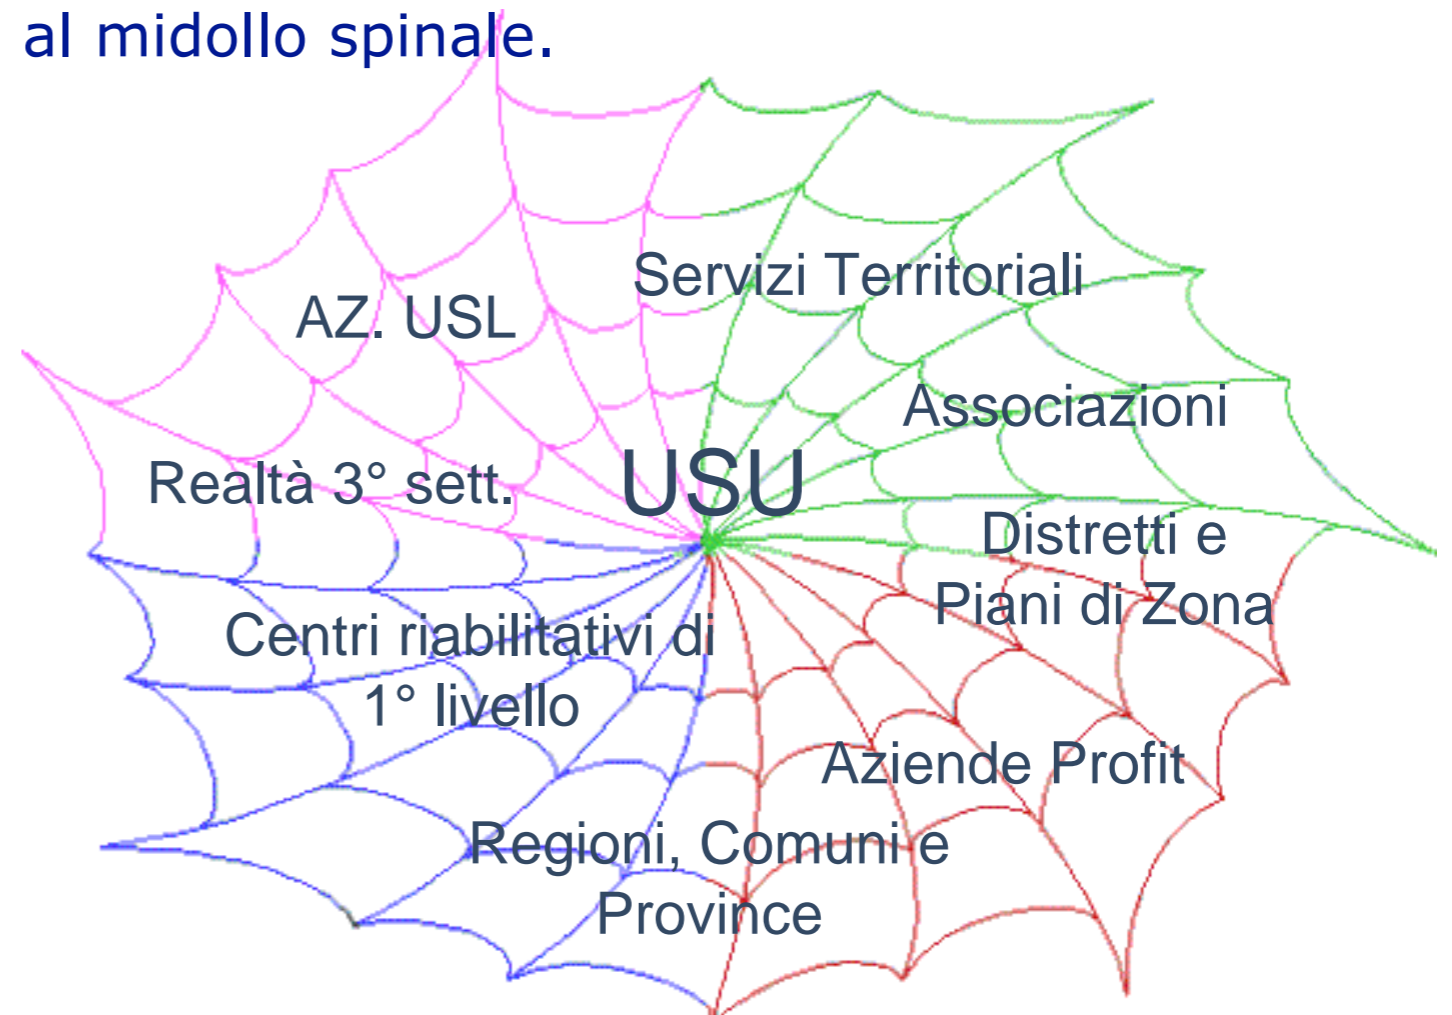 al midollo spinale.
Servizi Territoriali
AZ. USL
Associazioni
Realtà 3° sett.
USU
Distretti e
Piani di Zona
Centri riabilitativi di
1° livello
Aziende Profit
Regioni, Comuni e
Province